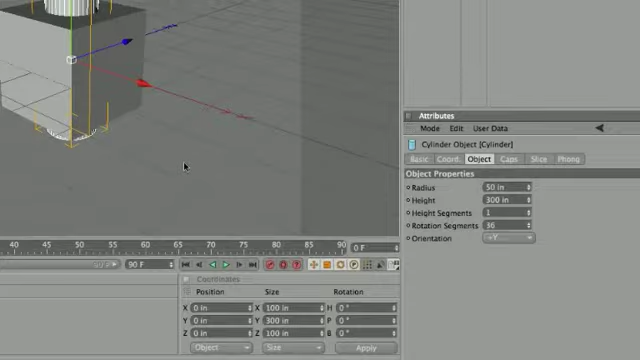 Attributes
Mode Edit User Data
Cylinder Object [Cylinder]
Basic Coord. Object Caps Slice Phong
Object Properties
Radius 50 in
Height 300 in
Height Segments 1
Rotation Segments 36
Orientation +Y
40 45 50 55 60 65 70 75 80 85 90 0 F
90 F
Coordinates
Position Size Rotation
X 0 in X 100 in H 0 °
Y 0 in Y 300 in P 0 °
Z 0 in Z 100 in B 0 °
Object Size Apply